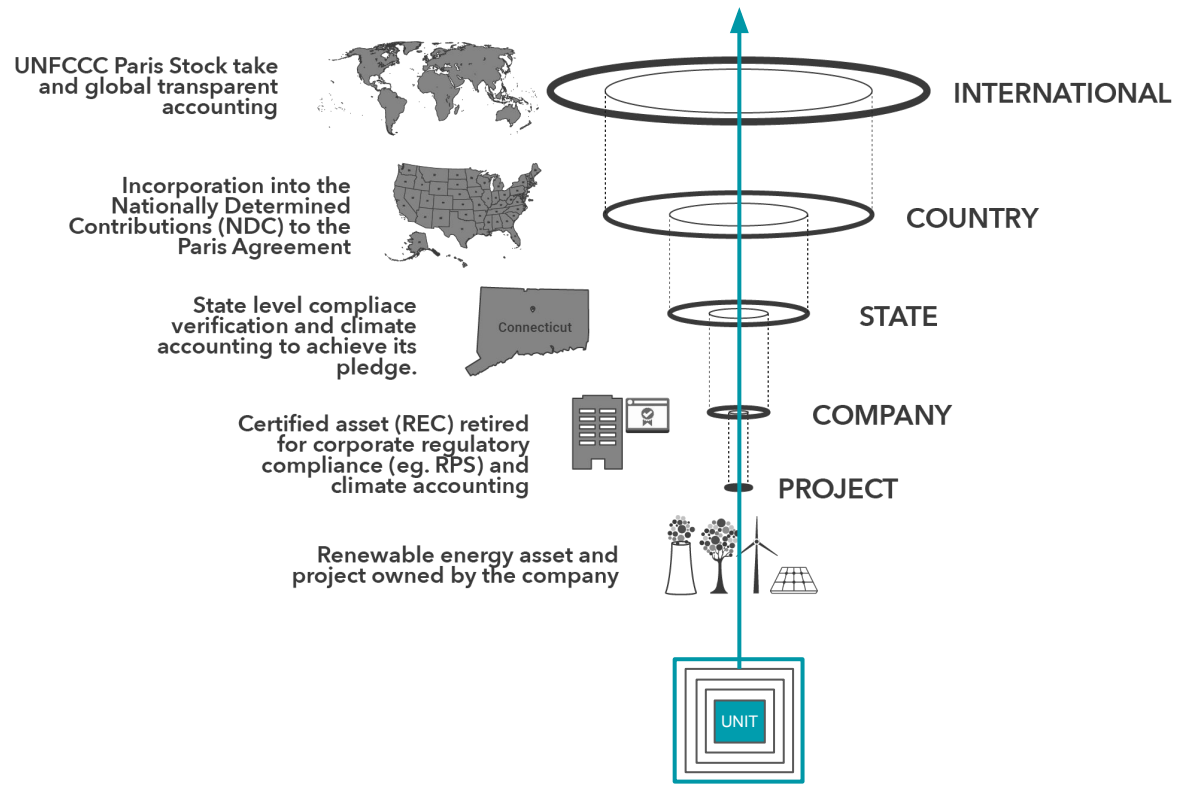 UNFCCC Paris Stock take
and global transparent
accounting
INTERNATIONAL
Incorporation into the
Nationally Determined
Contributions (NDC) to the
Paris Agreement
COUNTRY
State level compliace
verification and climate
accounting to achieve its
pledge.
Connecticut
STATE
Certified asset (REC) retired
for corporate regulatory
compliance (eg. RPS) and
climate accounting
COMPANY
PROJECT
Renewable energy asset and
project owned by the company
UNIT